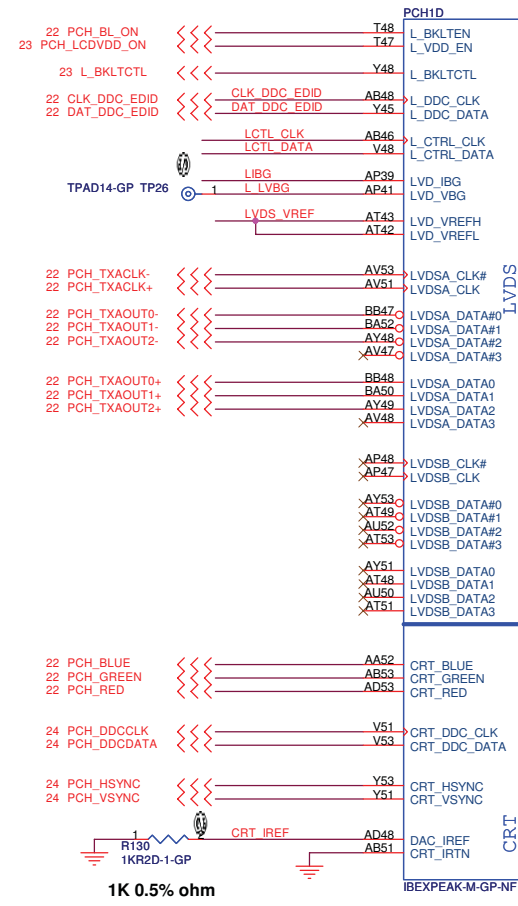 PCH1D
22 PCH_BL_ON T48 L_BKLTEN
23 PCH_LCDVDD_ON T47 L_VDD_EN
23 L_BKLTCTL Y48 L_BKLTCTL
22 CLK_DDC_EDID CLK_DDC_EDID AB48 L_DDC_CLK
22 DAT_DDC_EDID DAT_DDC_EDID Y45 L_DDC_DATA
LCTL_CLK AB46 L_CTRL_CLK
LCTL_DATA V48 L_CTRL_DATA
LIBG AP39 LVD_IBG
TPAD14-GP TP26 1 L_LVBG AP41 LVD_VBG
LVDS_VREF AT43 LVD_VREFH
AT42 LVD_VREFL
LVDS
22 PCH_TXACLK- AV53 LVDSA_CLK#
22 PCH_TXACLK+ AV51 LVDSA_CLK
22 PCH_TXAOUT0- BB47 LVDSA_DATA#0
22 PCH_TXAOUT1- BA52 LVDSA_DATA#1
22 PCH_TXAOUT2- AY48 LVDSA_DATA#2
AV47 LVDSA_DATA#3
22 PCH_TXAOUT0+ BB48 LVDSA_DATA0
22 PCH_TXAOUT1+ BA50 LVDSA_DATA1
22 PCH_TXAOUT2+ AY49 LVDSA_DATA2
AV48 LVDSA_DATA3
AP48 LVDSB_CLK#
AP47 LVDSB_CLK
AY53 LVDSB_DATA#0
AT49 LVDSB_DATA#1
AU52 LVDSB_DATA#2
AT53 LVDSB_DATA#3
AY51 LVDSB_DATA0
AT48 LVDSB_DATA1
AU50 LVDSB_DATA2
AT51 LVDSB_DATA3
22 PCH_BLUE AA52 CRT_BLUE
22 PCH_GREEN AB53 CRT_GREEN
22 PCH_RED AD53 CRT_RED
24 PCH_DDCCLK V51 CRT_DDC_CLK
24 PCH_DDCDATA V53 CRT_DDC_DATA
24 PCH_HSYNC Y53 CRT_HSYNC
24 PCH_VSYNC Y51 CRT_VSYNC
CRT
1 2 CRT_IREF AD48 DAC_IREF
R130 AB51 CRT_IRTN
1KR2D-1-GP
1K 0.5% ohm
IBEXPEAK-M-GP-NF